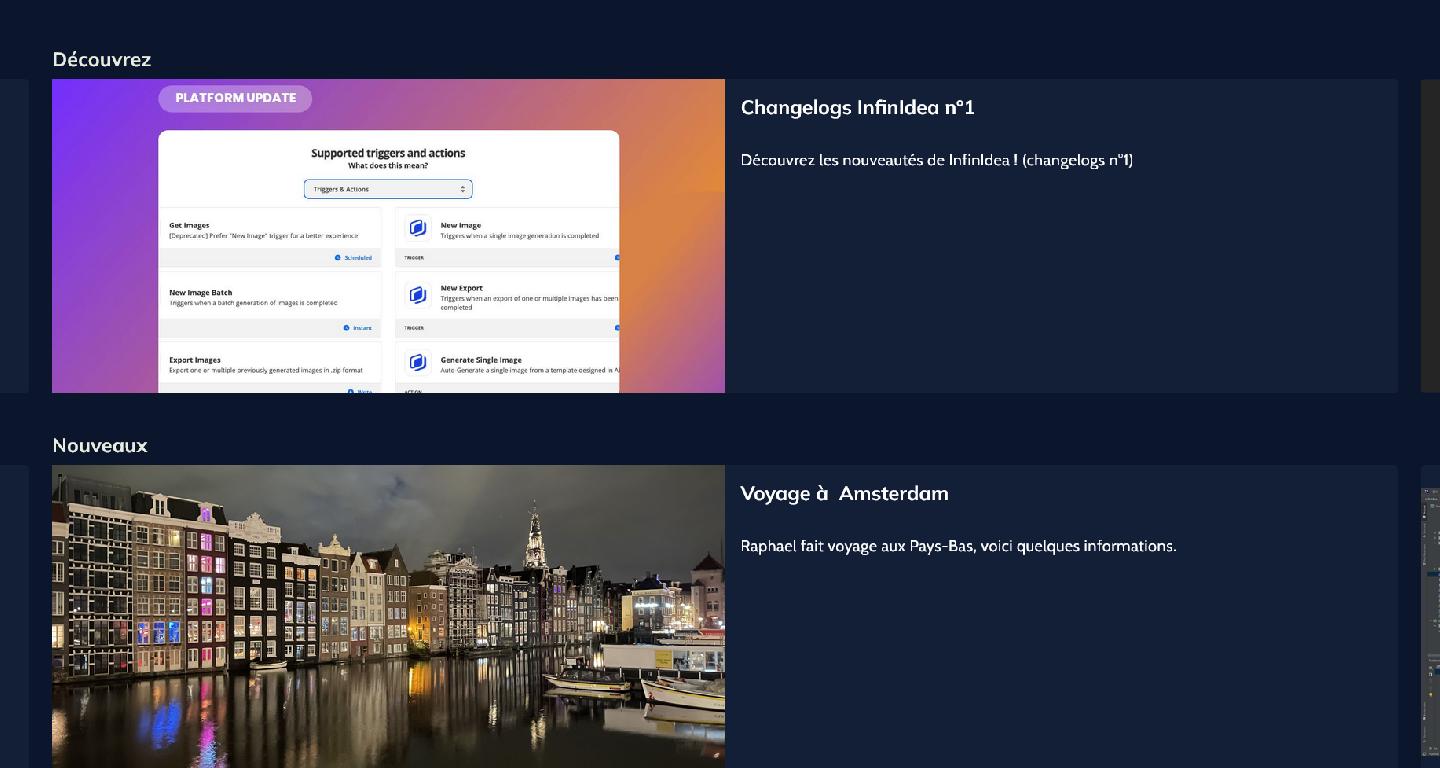 Découvrez
PLATFORM UPDATE
Supported triggers and actions
What does this mean?
Triggers & Actions
Get Images
[Deprecated] Prefer "New Image" trigger for a better experience
Scheduled
New Image
Triggers when a single image generation is completed
TRIGGER
New Image Batch
Triggers when a batch generation of images is completed
Instant
New Export
Triggers when an export of one or multiple images has been
completed
TRIGGER
Export Images
Export one or multiple previously generated images in .zip format
Generate Single Image
Auto-Generate a single image from a template designed in
ACTION
Changelogs InfinIdea n°1
Découvrez les nouveautés de InfinIdea ! (changelogs n°1)
Nouveaux
Voyage à  Amsterdam
Raphael fait voyage aux Pays-Bas, voici quelques informations.